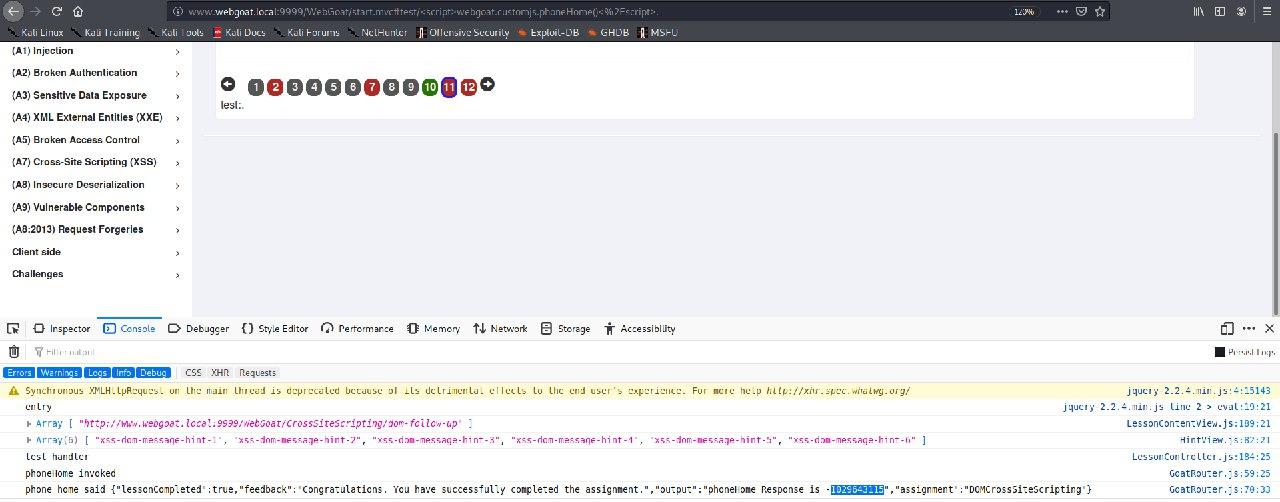 www.webgoat.local:9999/WebGoat/start.mvc#test/<script>webgoat.customjs.phoneHome()<%2Fscript>.
120%
Kali Linux Kali Training Kali Tools Kali Docs Kali Forums NetHunter Offensive Security Exploit-DB GHDB MSFU
(A1) Injection
(A2) Broken Authentication
(A3) Sensitive Data Exposure
(A4) XML External Entities (XXE)
(A5) Broken Access Control
(A7) Cross-Site Scripting (XSS)
(A8) Insecure Deserialization
(A9) Vulnerable Components
(A8:2013) Request Forgeries
Client side
Challenges
1 2 3 4 5 6 7 8 9 10 11 12
test:.
Inspector Console Debugger Style Editor Performance Memory Network Storage Accessibility
Filter output Persist Logs
Errors Warnings Logs Info Debug CSS XHR Requests
Synchronous XMLHttpRequest on the main thread is deprecated because of its detrimental effects to the end user's experience. For more help http://xhr.spec.whatwg.org/ jquery-2.2.4.min.js:4:15143
entry jquery-2.2.4.min.js line 2 > eval:19:21
Array [ "http://www.webgoat.local:9999/WebGoat/CrossSiteScripting/dom-follow-up" ] LessonContentView.js:189:21
Array(6) [ "xss-dom-message-hint-1", "xss-dom-message-hint-2", "xss-dom-message-hint-3", "xss-dom-message-hint-4", "xss-dom-message-hint-5", "xss-dom-message-hint-6" ] HintView.js:82:21
test handler LessonController.js:184:25
phoneHome invoked GoatRouter.js:59:25
phone home said {"lessonCompleted":true,"feedback":"Congratulations. You have successfully completed the assignment.","output":"phoneHome Response is -1029643115","assignment":"DOMCrossSiteScripting"} GoatRouter.js:70:33